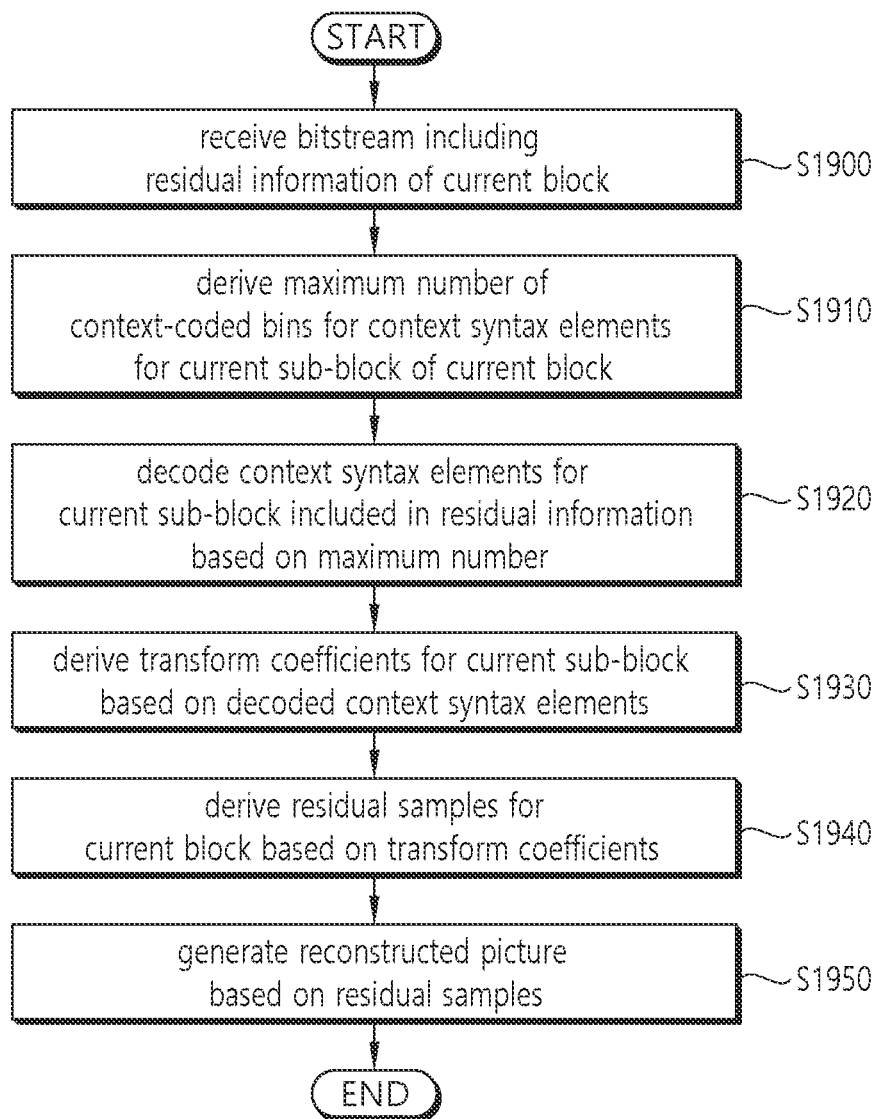 START
receive bitstream including
residual information of current block
S1900
derive maximum number of
context-coded bins for context syntax elements
for current sub-block of current block
S1910
decode context syntax elements for
current sub-block included in residual information
based on maximum number
S1920
derive transform coefficients for current sub-block
based on decoded context syntax elements
S1930
derive residual samples for
current block based on transform coefficients
S1940
generate reconstructed picture
based on residual samples
S1950
END